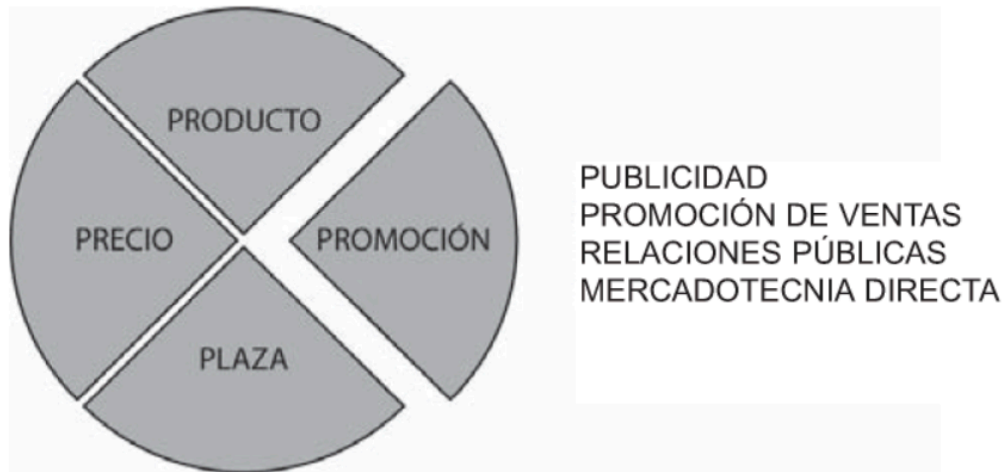 PRODUCTO
PRECIO
PROMOCIÓN
PLAZA
PUBLICIDAD
PROMOCIÓN DE VENTAS
RELACIONES PÚBLICAS
MERCADOTECNIA DIRECTA